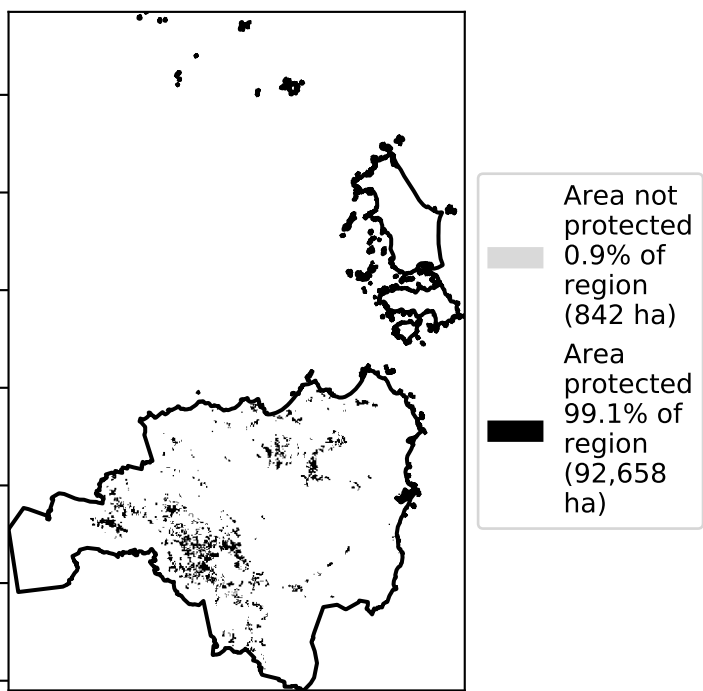 Area not
protected
0.9% of
region
(842 ha)
Area
protected
99.1% of
region
(92,658
ha)